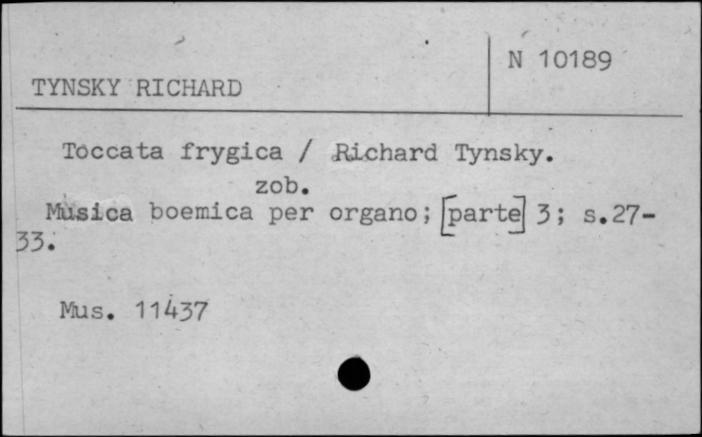 N 10189
TYNSKY RICHARD
Toccata frygica / Richard Tynsky.
zob.
Musica boemica per organo; [parte] 3; s.27-
33.
Mus. 11437